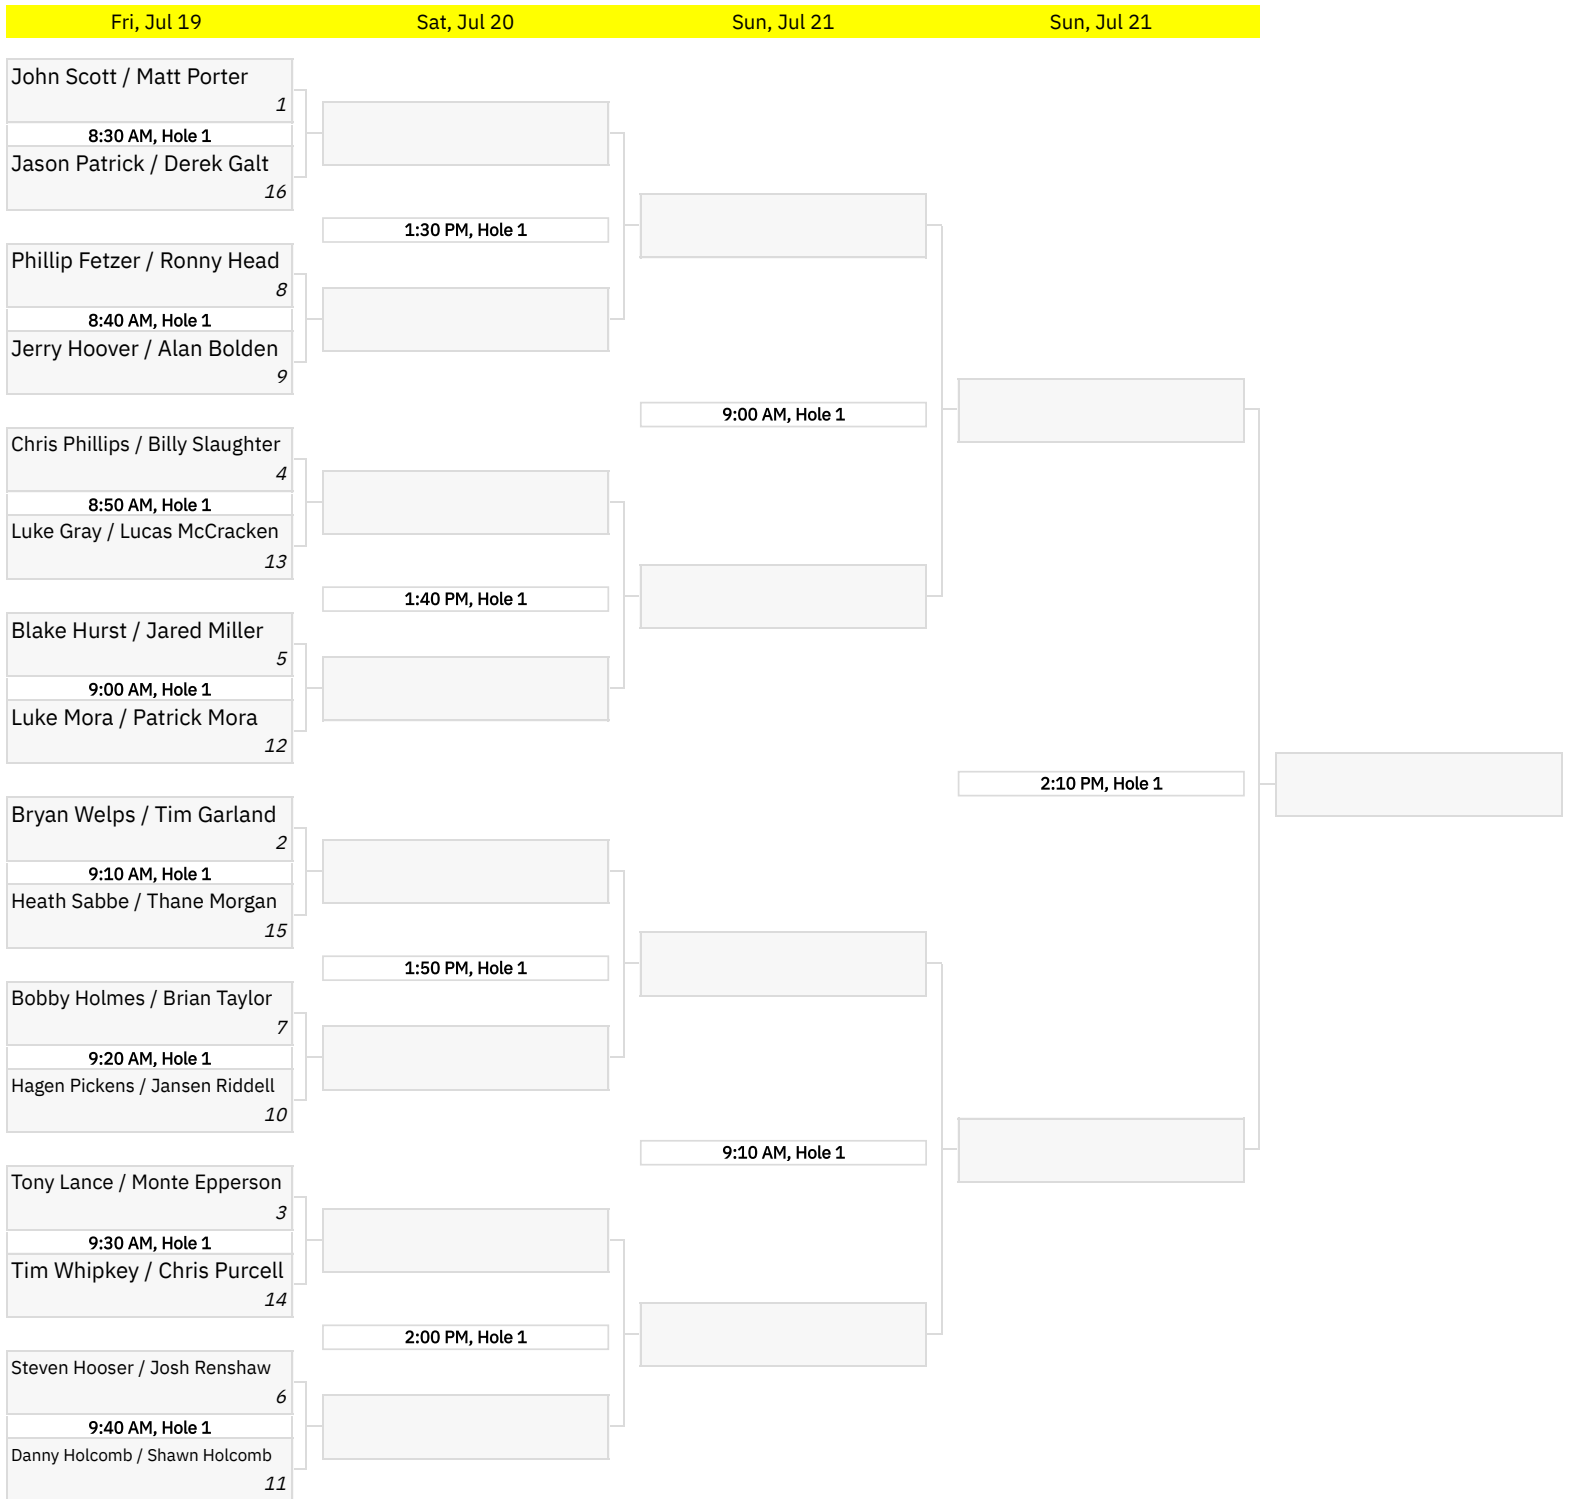 Fri, Jul 19
Sat, Jul 20
Sun, Jul 21
Sun, Jul 21
John Scott / Matt Porter
1
8:30 AM, Hole 1
Jason Patrick / Derek Galt
16
Phillip Fetzer / Ronny Head
8
8:40 AM, Hole 1
Jerry Hoover / Alan Bolden
9
Chris Phillips / Billy Slaughter
4
8:50 AM, Hole 1
Luke Gray / Lucas McCracken
13
Blake Hurst / Jared Miller
5
9:00 AM, Hole 1
Luke Mora / Patrick Mora
12
Bryan Welps / Tim Garland
2
9:10 AM, Hole 1
Heath Sabbe / Thane Morgan
15
Bobby Holmes / Brian Taylor
7
9:20 AM, Hole 1
Hagen Pickens / Jansen Riddell
10
Tony Lance / Monte Epperson
3
9:30 AM, Hole 1
Tim Whipkey / Chris Purcell
14
Steven Hooser / Josh Renshaw
6
9:40 AM, Hole 1
Danny Holcomb / Shawn Holcomb
11
1:30 PM, Hole 1
1:40 PM, Hole 1
1:50 PM, Hole 1
2:00 PM, Hole 1
9:00 AM, Hole 1
9:10 AM, Hole 1
2:10 PM, Hole 1